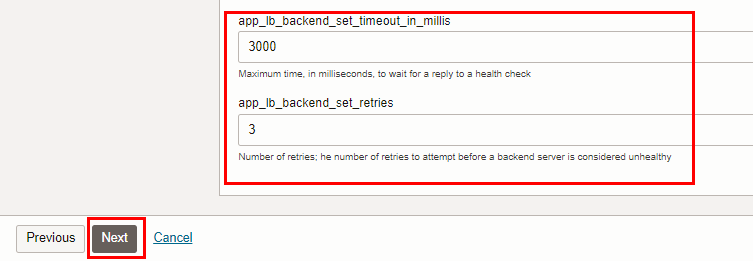 app_lb_backend_set_timeout_in_millis
3000
Maximum time, in milliseconds, to wait for a reply to a health check
app_lb_backend_set_retries
3
Number of retries; he number of retries to attempt before a backend server is considered unhealthy
Previous Next Cancel